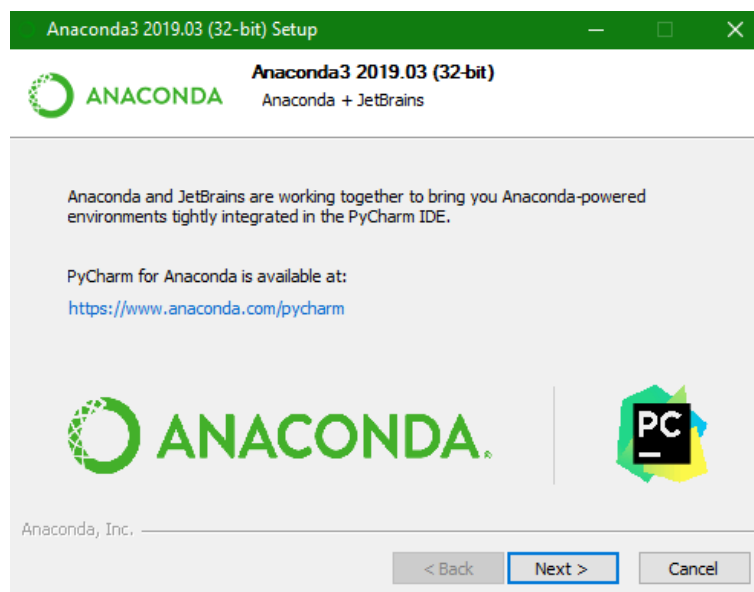 Anaconda3 2019.03 (32-bit) Setup
Anaconda3 2019.03 (32-bit)
ANACONDA
Anaconda + JetBrains
Anaconda and JetBrains are working together to bring you Anaconda-powered
environments tightly integrated in the PyCharm IDE.
PyCharm for Anaconda is available at:
https://www.anaconda.com/pycharm
ANACONDA®
PC
Anaconda, Inc.
< Back Next > Cancel